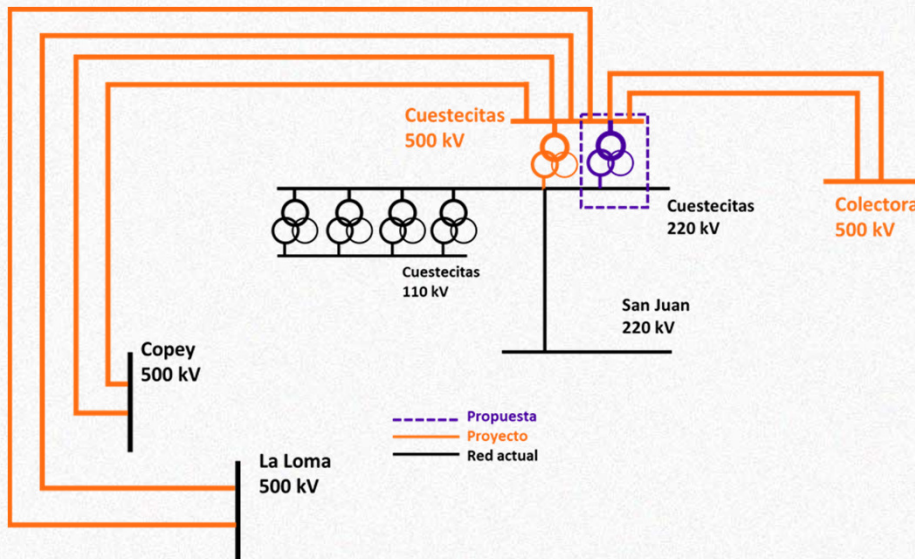 Cuestecitas
500 kV
Cuestecitas
220 kV
Colectora
500 kV
Cuestecitas
110 kV
San Juan
220 kV
Copey
500 kV
Propuesta
Proyecto
Red actual
La Loma
500 kV